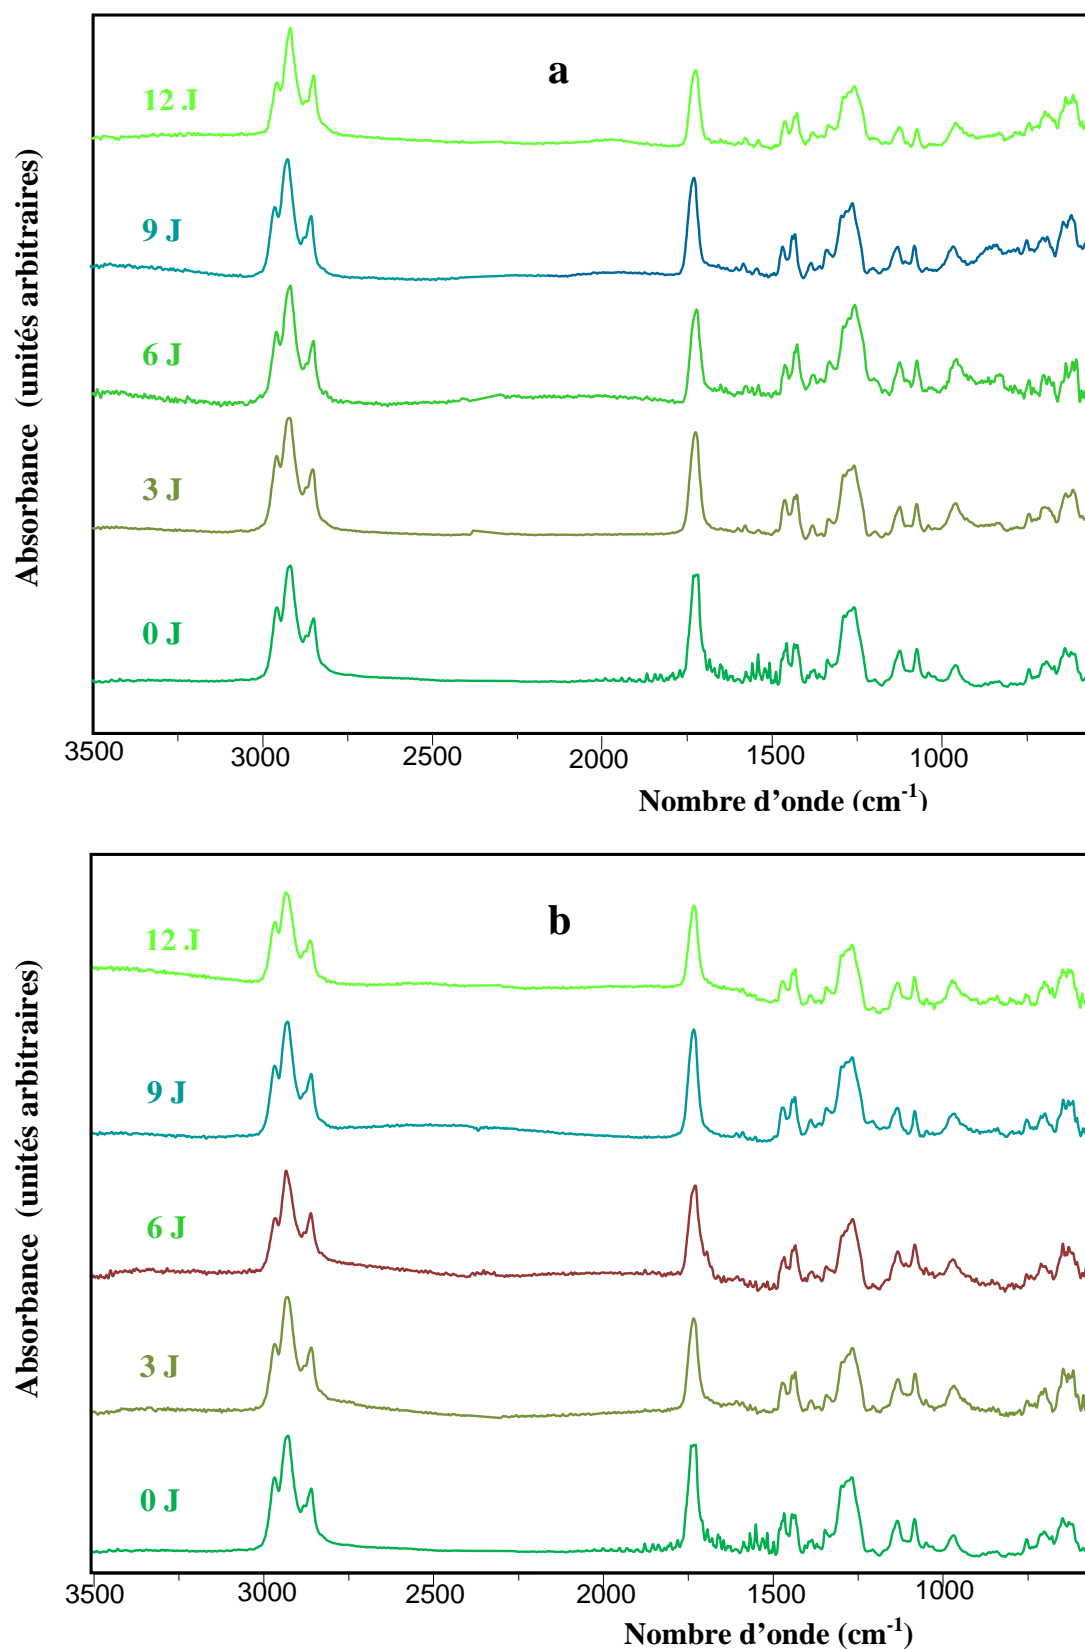 a
12 J
9 J
6 J
3 J
0 J
Absorbance (unités arbitraires)
3500 3000 2500 2000 1500 1000
Nombre d’onde (cm-1)
b
12 J
9 J
6 J
3 J
0 J
Absorbance (unités arbitraires)
3500 3000 2500 2000 1500 1000
Nombre d’onde (cm-1)